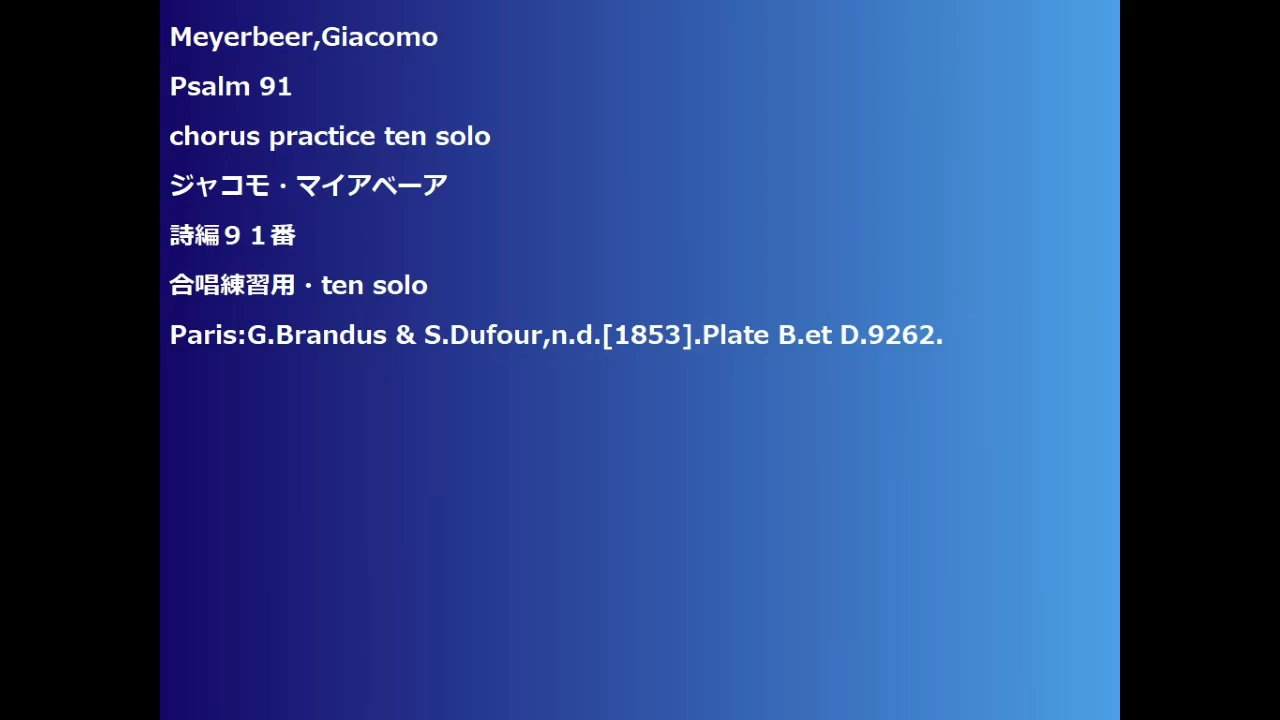 Meyerbeer,Giacomo
Psalm 91
chorus practice ten solo
ジャコモ・マイアベーア
詩編９１番
合唱練習用・ten solo
Paris:G.Brandus & S.Dufour,n.d.[1853].Plate B.et D.9262.